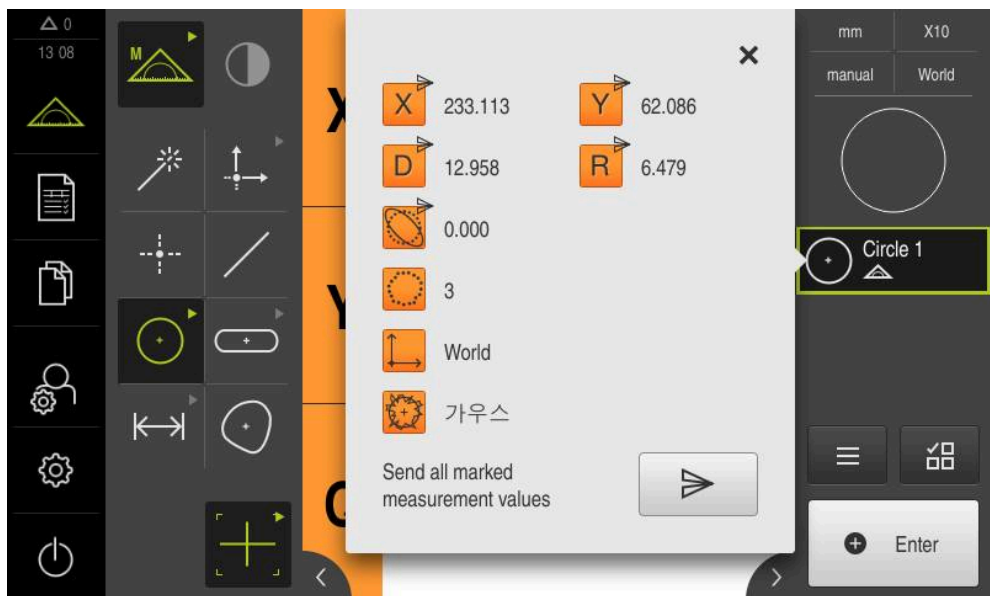 0
13 08
M
X
Y
X 233.113
Y 62.086
D 12.958
R 6.479
0.000
3
World
가우스
Send all marked
measurement values
mm
X10
manual
World
Circle 1
Enter